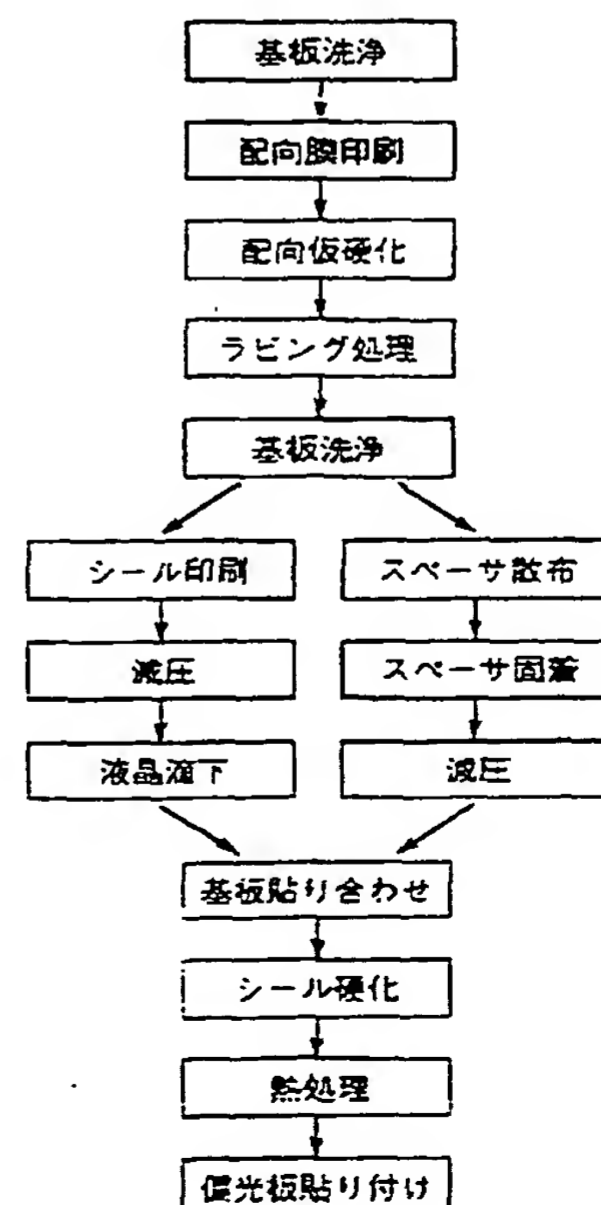 基板洗浄
配向膜印刷
配向仮硬化
ラビング処理
基板洗浄
シール印刷
スペーサ散布
減圧
スペーサ固着
液晶滴下
減圧
基板貼り合わせ
シール硬化
熱処理
偏光板貼り付け